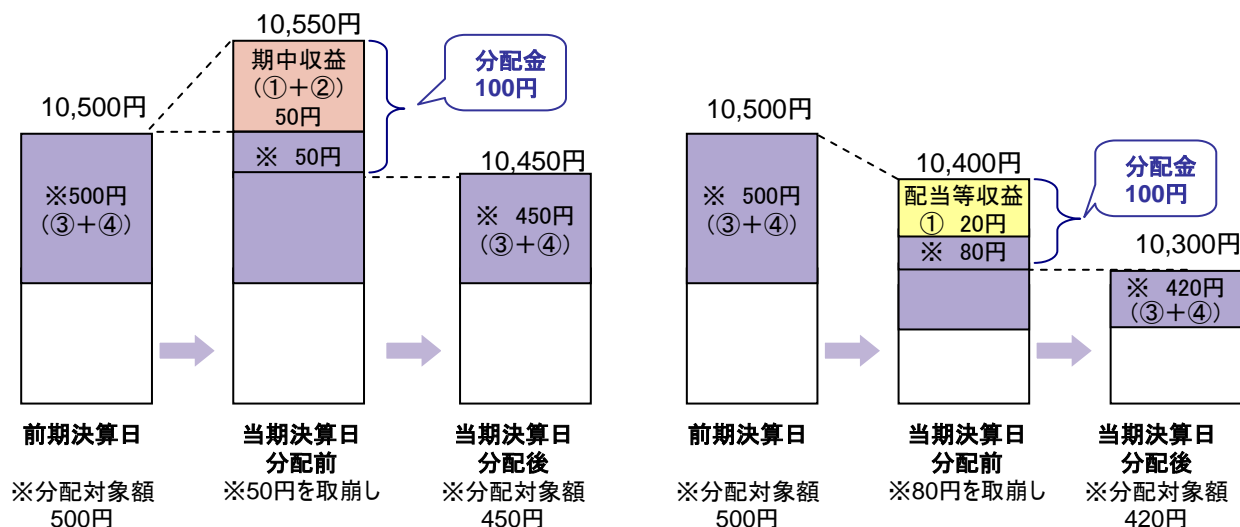 10,550円
期中収益
（①＋②）
50円
分配金
100円
10,500円
※ 50円
10,450円
※500円
（③＋④）
※ 450円
（③＋④）
前期決算日
当期決算日
分配前
当期決算日
分配後
※分配対象額
500円
※50円を取崩し
※分配対象額
450円
10,500円
10,400円
分配金
100円
※ 500円
（③＋④）
配当等収益
① 20円
※ 80円
10,300円
※ 420円
（③＋④）
前期決算日
当期決算日
分配前
当期決算日
分配後
※分配対象額
500円
※80円を取崩し
※分配対象額
420円